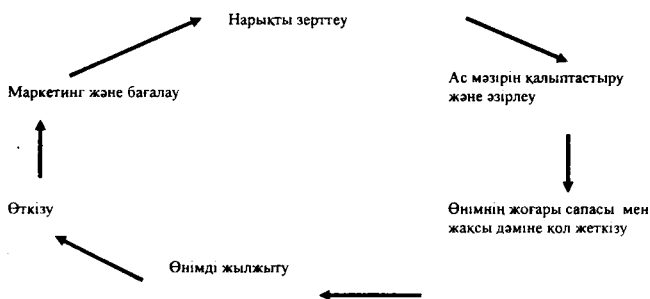 Нарықты зерттеу
Ас мәзірін қалыптастыру
және әзірлеу
Маркетинг және бағалау
Өнімнің жоғары сапасы мен
жақсы дәміне қол жеткізу
Өткізу
Өнімді жылжыту